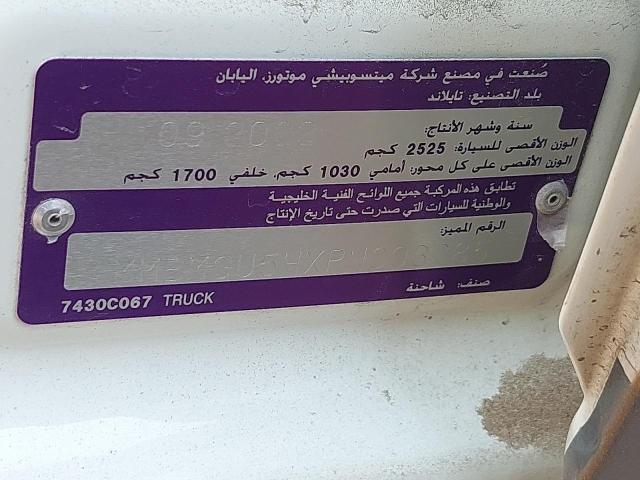 صُنعت في مصنع شركة ميتسوبيشي موتورز، اليابان
بلد التصنيع: تايلاند
سنة وشهر الأنتاج:
الوزن الأقصى للسيارة: 2525 كجم
الوزن الأقصى على كل محور: أمامي 1030 كجم، خلفي 1700 كجم
تطابق هذه المركبة جميع اللوائح الفنية الخليجية
والوطنية للسيارات التي صدرت حتى تاريخ الإنتاج
الرقم المميز:
صنف: شاحنة
7430C067 TRUCK